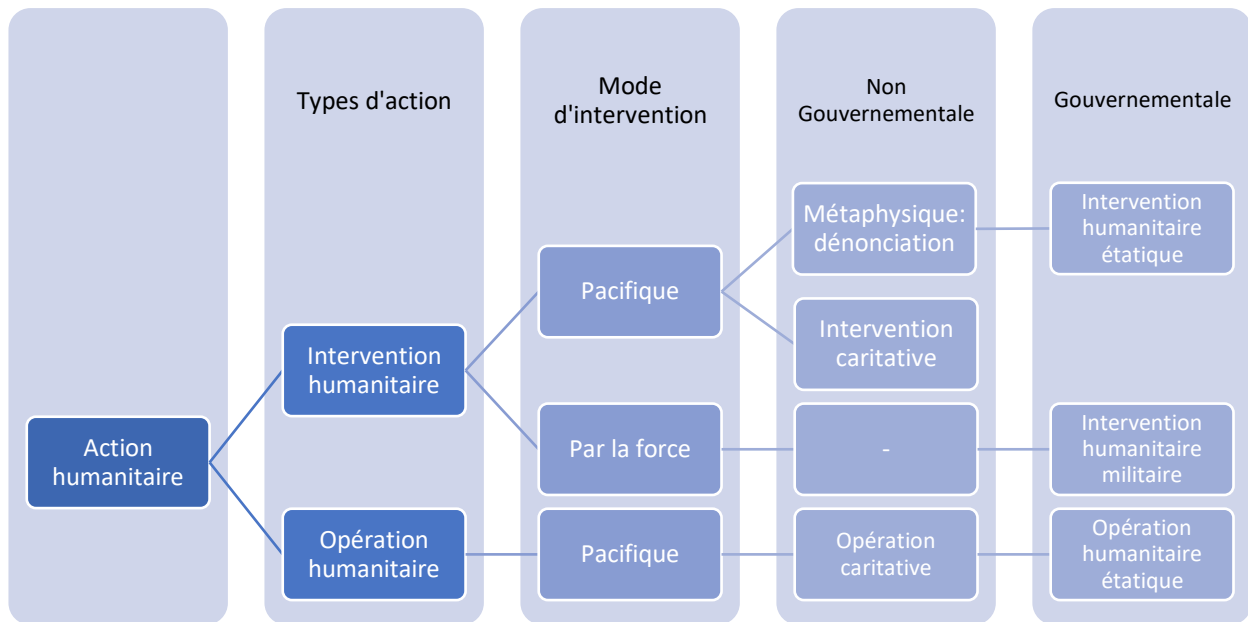 Types d'action
Mode
d'intervention
Non
Gouvernementale
Gouvernementale
Action
humanitaire
Intervention
humanitaire
Opération
humanitaire
Pacifique
Par la force
Pacifique
Métaphysique:
dénonciation
Intervention
caritative
-
Opération
caritative
Intervention
humanitaire
étatique
Intervention
humanitaire
militaire
Opération
humanitaire
étatique